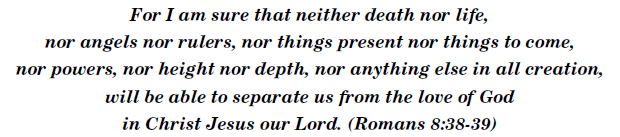 For I am sure that neither death nor life,
nor angels nor rulers, nor things present nor things to come,
nor powers, nor height nor depth, nor anything else in all creation,
will be able to separate us from the love of God
in Christ Jesus our Lord. (Romans 8:38-39)